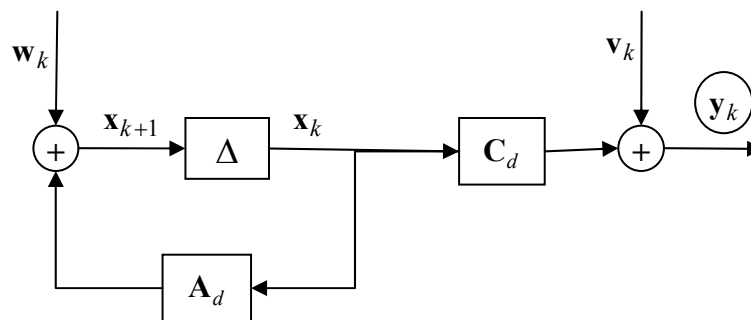 w_k
v_k
x_{k+1}
x_k
y_k
+
Δ
C_d
+
A_d